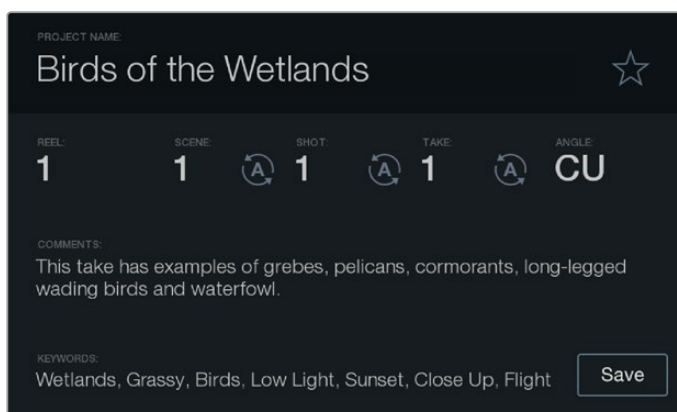 PROJECT NAME:
Birds of the Wetlands
REEL: SCENE: SHOT: TAKE: ANGLE:
1 1 A 1 A 1 A CU
COMMENTS:
This take has examples of grebes, pelicans, cormorants, long-legged
wading birds and waterfowl.
KEYWORDS:
Wetlands, Grassy, Birds, Low Light, Sunset, Close Up, Flight
Save